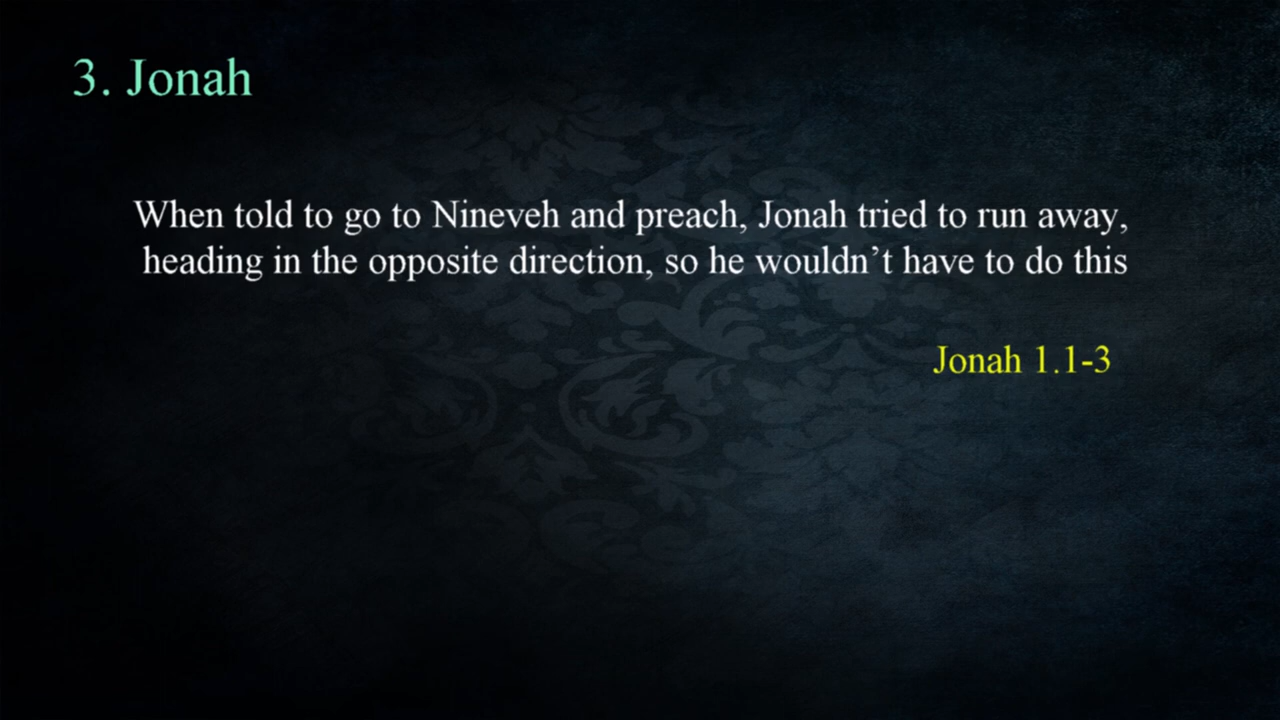 3. Jonah
When told to go to Nineveh and preach, Jonah tried to run away,
heading in the opposite direction, so he wouldn’t have to do this
Jonah 1.1-3